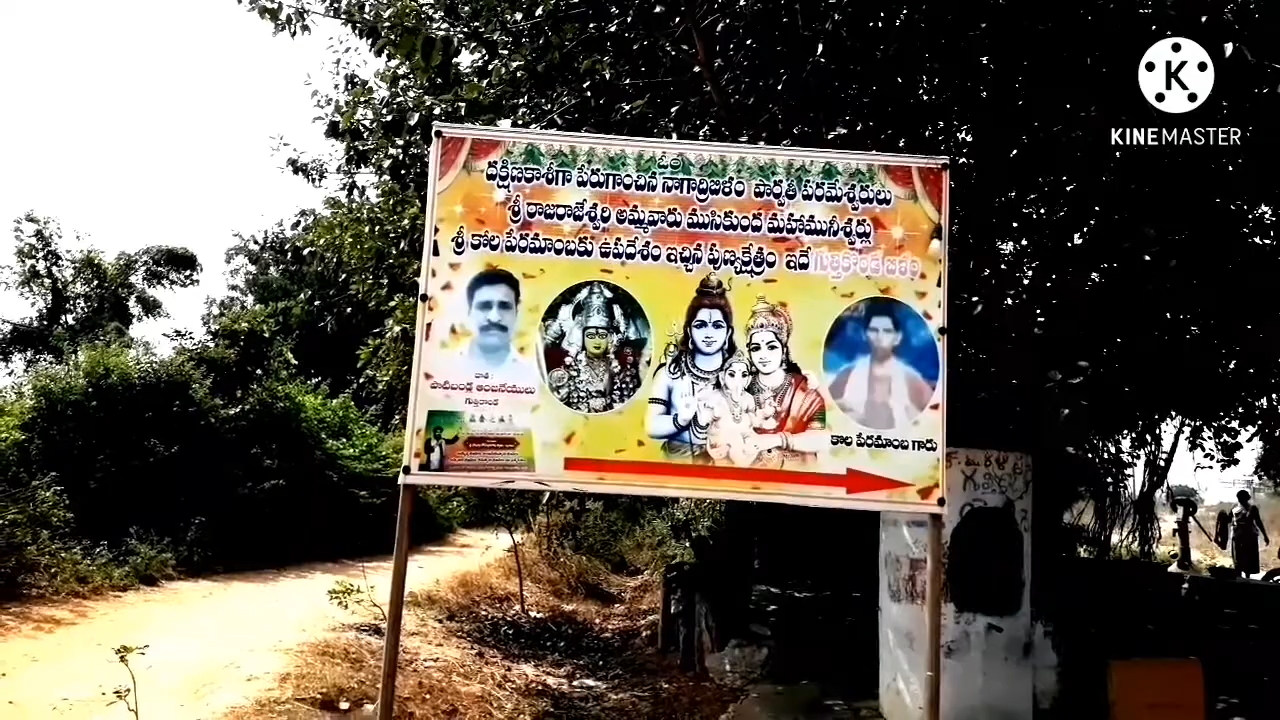 KINEMASTER
ఓం
దక్షిణకాశీగా పేరుగాంచిన నాగాద్రిబిళం పార్వతీ పరమేశ్వరులు
శ్రీ రాజరాజేశ్వరి అమ్మవారు ముసికుంద మహామునీశ్వర్లు
శ్రీ కోల పేరమాంబకు ఉపదేశం ఇచ్చిన పుణ్యక్షేత్రం ఇదే గుత్తికొండ బిళం
దాత :
పాటిబండ్ల ఆంజనేయులు
గుత్తికొండ
కోల పేరమాంబ గారు